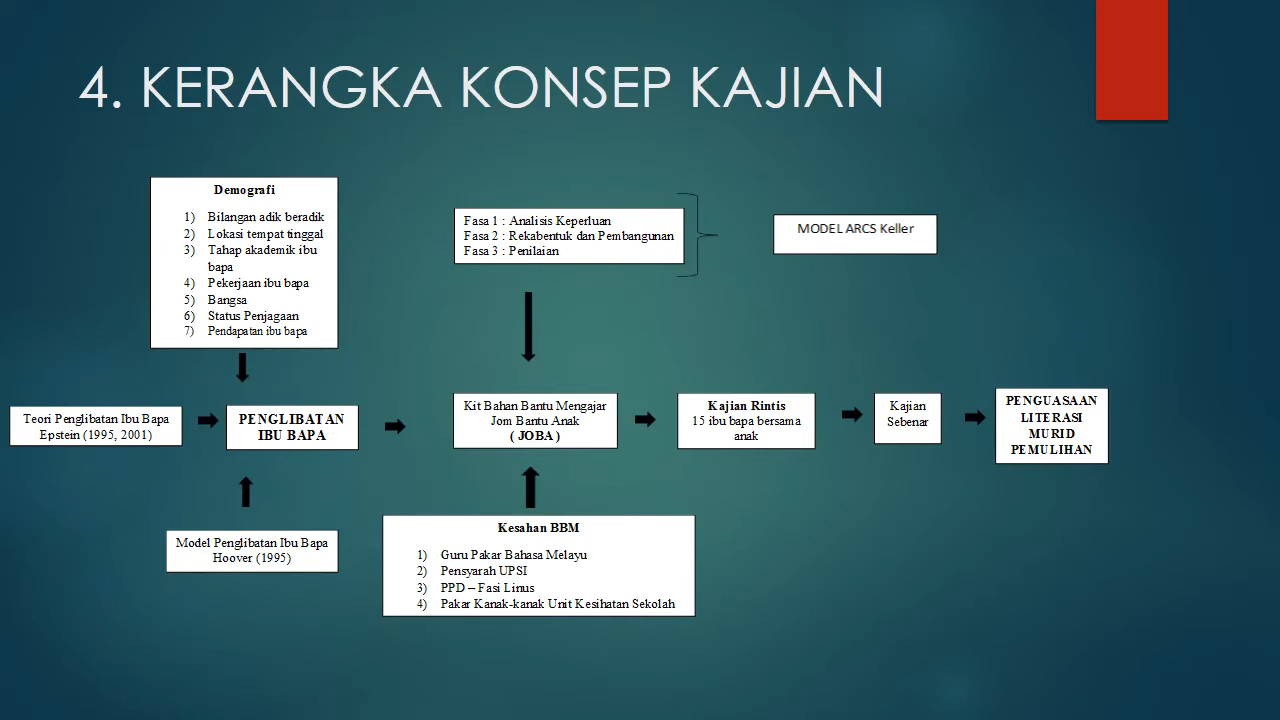 4. KERANGKA KONSEP KAJIAN
Demografi
1) Bilangan adik beradik
2) Lokasi tempat tinggal
3) Tahap akademik ibu
bapa
4) Pekerjaan ibu bapa
5) Bangsa
6) Status Penjagaan
7) Pendapatan ibu bapa
Fasa 1 : Analisis Keperluan
Fasa 2 : Rekabentuk dan Pembangunan
Fasa 3 : Penilaian
MODEL ARCS Keller
Teori Penglibatan Ibu Bapa
Epstein (1995, 2001)
PENGLIBATAN
IBU BAPA
Kit Bahan Bantu Mengajar
Jom Bantu Anak
( JOBA )
Kajian Rintis
15 ibu bapa bersama
anak
Kajian
Sebenar
PENGUASAAN
LITERASI
MURID
PEMULIHAN
Model Penglibatan Ibu Bapa
Hoover (1995)
Kesahan BBM
1) Guru Pakar Bahasa Melayu
2) Pensyarah UPSI
3) PPD – Fasi Linus
4) Pakar Kanak-kanak Unit Kesihatan Sekolah